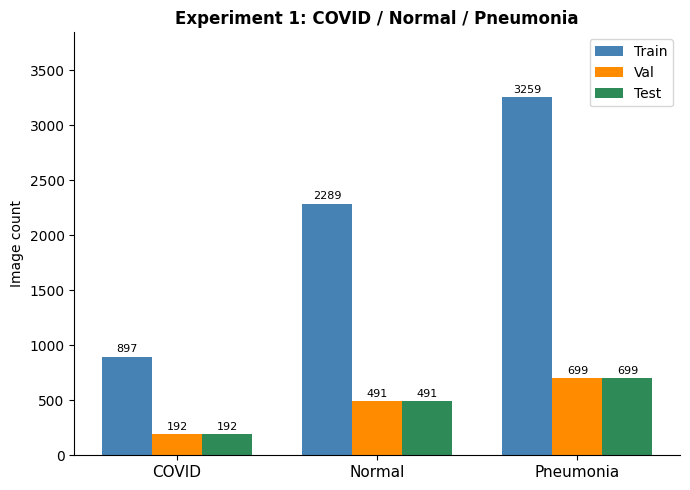 Experiment 1: COVID / Normal / Pneumonia
Train
Val
Test
Image count
3500
3000
2500
2000
1500
1000
500
0
897
192
192
2289
491
491
3259
699
699
COVID
Normal
Pneumonia